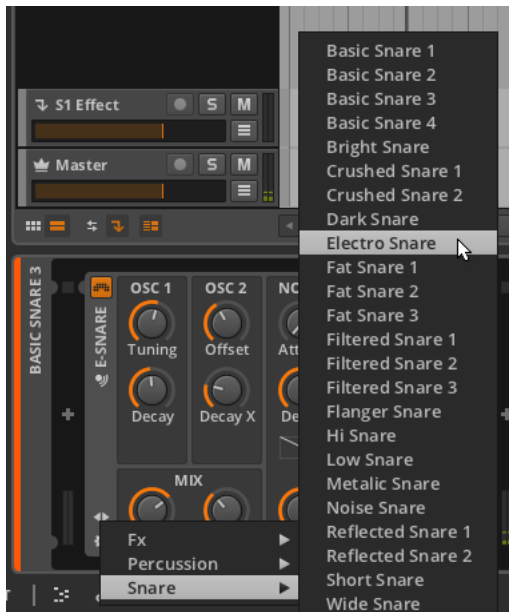 S1 Effect
S M
Master
S M
BASIC SNARE 3
E-SNARE
OSC 1
OSC 2
Tuning
Offset
Decay
Decay X
MIX
Fx
Percussion
Snare
Basic Snare 1
Basic Snare 2
Basic Snare 3
Basic Snare 4
Bright Snare
Crushed Snare 1
Crushed Snare 2
Dark Snare
Electro Snare
Fat Snare 1
Fat Snare 2
Fat Snare 3
Filtered Snare 1
Filtered Snare 2
Filtered Snare 3
Flanger Snare
Hi Snare
Low Snare
Metalic Snare
Noise Snare
Reflected Snare 1
Reflected Snare 2
Short Snare
Wide Snare